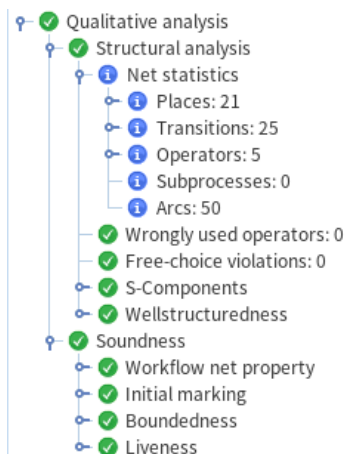 Qualitative analysis
Structural analysis
Net statistics
Places: 21
Transitions: 25
Operators: 5
Subprocesses: 0
Arcs: 50
Wrongly used operators: 0
Free-choice violations: 0
S-Components
Wellstructuredness
Soundness
Workflow net property
Initial marking
Boundedness
Liveness